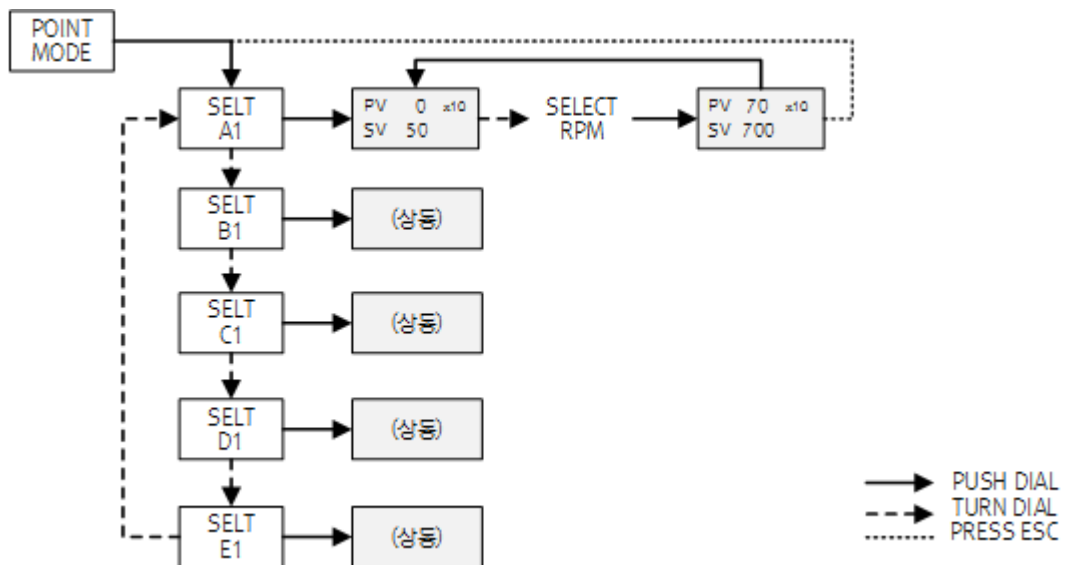 POINT
MODE
SELT
A1
PV 0 x10
SV 50
SELECT
RPM
PV 70 x10
SV 700
SELT
B1
(상동)
SELT
C1
(상동)
SELT
D1
(상동)
SELT
E1
(상동)
PUSH DIAL
TURN DIAL
PRESS ESC